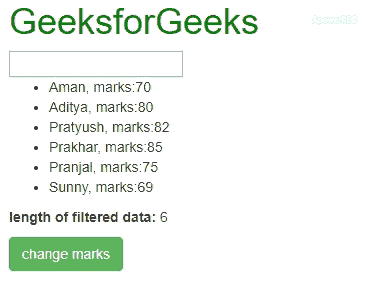 GeeksforGeeks
Aman, marks:70
Aditya, marks:80
Pratyush, marks:82
Prakhar, marks:85
Pranjal, marks:75
Sunny, marks:69
length of filtered data: 6
change marks